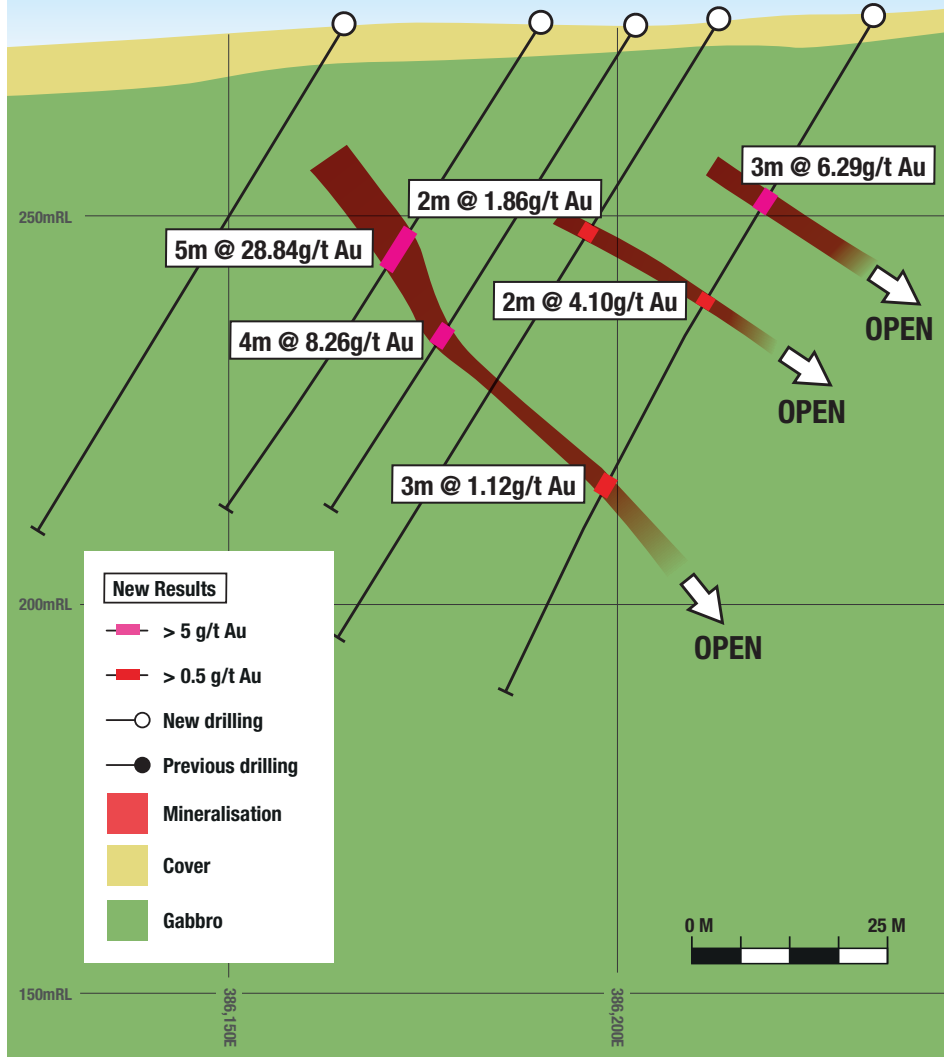 3m @ 6.29g/t Au
2m @ 1.86g/t Au
250mRL
5m @ 28.84g/t Au
2m @ 4.10g/t Au
OPEN
4m @ 8.26g/t Au
OPEN
3m @ 1.12g/t Au
200mRL
OPEN
New Results
> 5 g/t Au
> 0.5 g/t Au
New drilling
Previous drilling
Mineralisation
Cover
Gabbro
0 M
25 M
150mRL
386,150E
386,200E